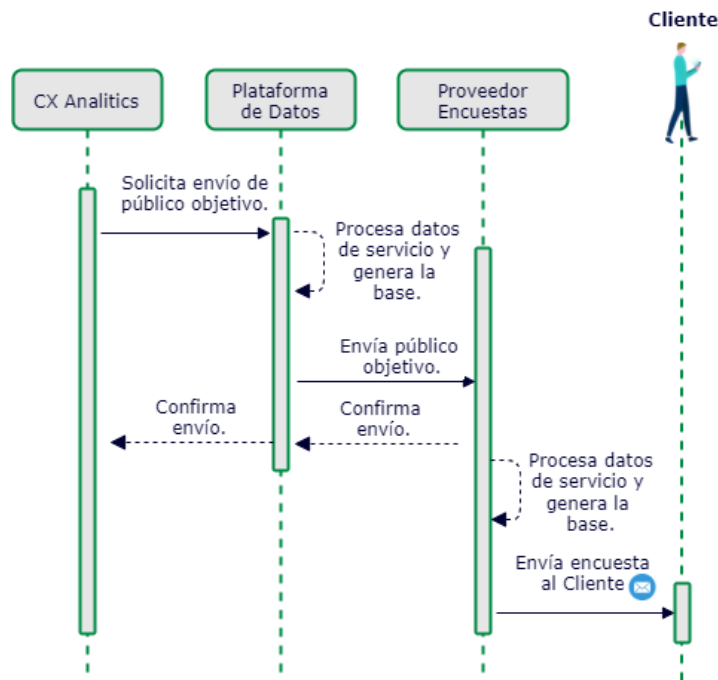 Cliente
CX Analitics
Plataforma
de Datos
Proveedor
Encuestas
Solicita envío de
público objetivo.
Procesa datos
de servicio y
genera la
base.
Envía público
objetivo.
Confirma
envío.
Confirma
envío.
Procesa datos
de servicio y
genera la
base.
Envía encuesta
al Cliente